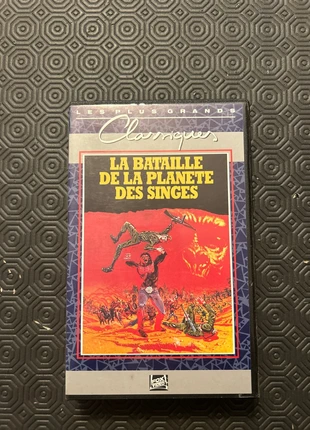 LES PLUS GRANDS
Classiques
LA BATAILLE
DE LA PLANETE
DES SINGES